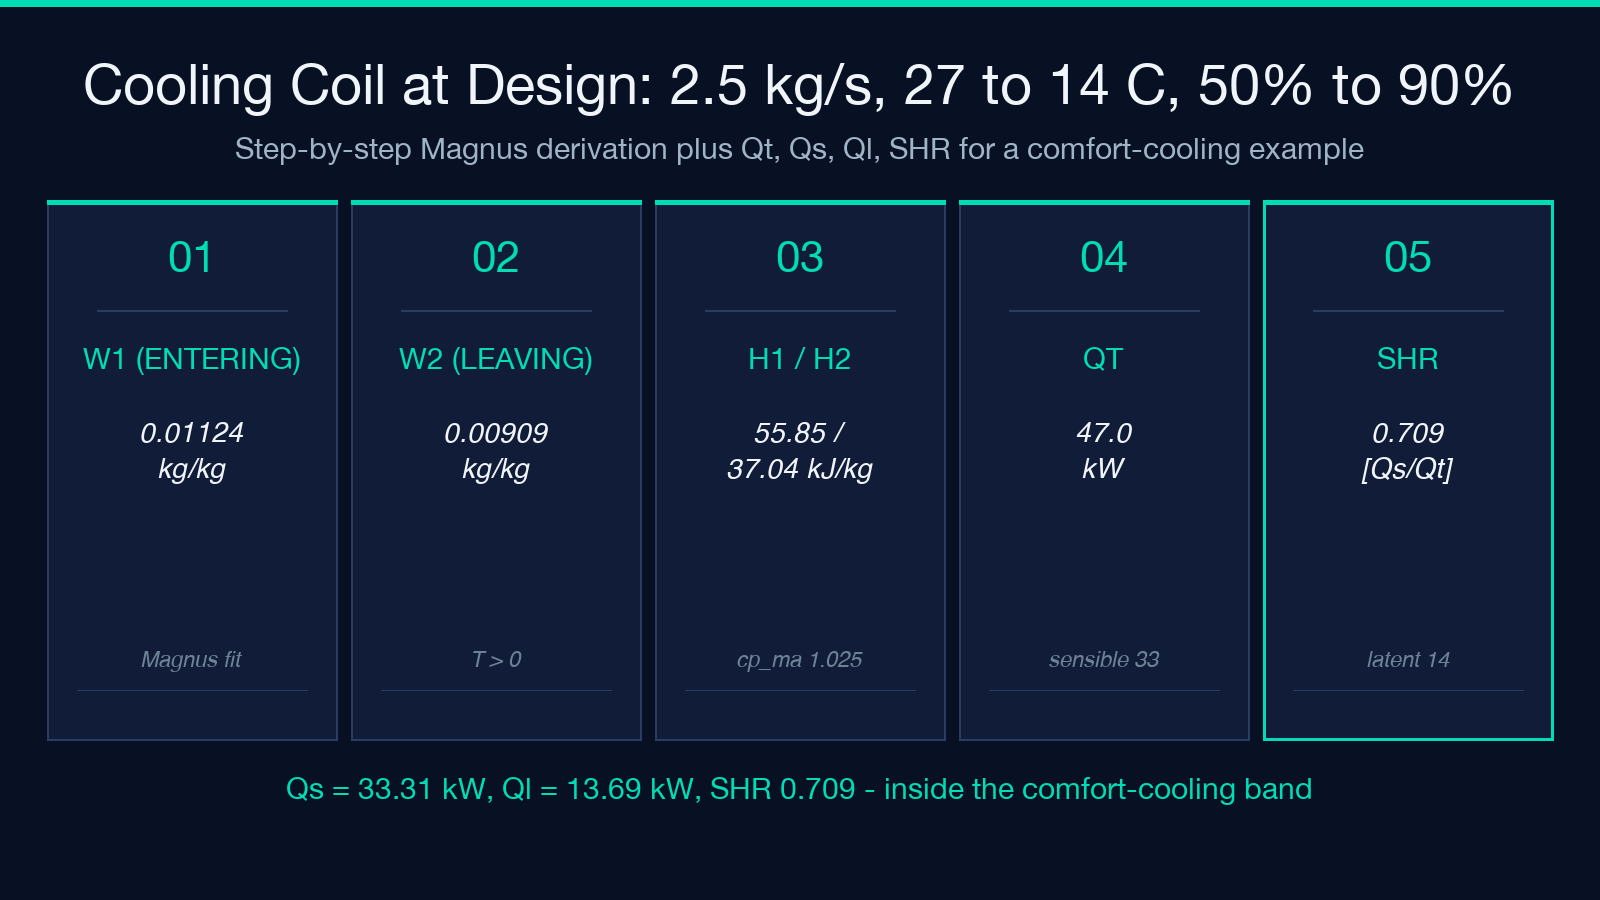 Cooling Coil at Design: 2.5 kg/s, 27 to 14 C, 50% to 90%
Step-by-step Magnus derivation plus Qt, Qs, Ql, SHR for a comfort-cooling example
01
W1 (ENTERING)
0.01124
kg/kg
Magnus fit
02
W2 (LEAVING)
0.00909
kg/kg
T > 0
03
H1 / H2
55.85 /
37.04 kJ/kg
cp_ma 1.025
04
QT
47.0
kW
sensible 33
05
SHR
0.709
[Qs/Qt]
latent 14
Qs = 33.31 kW, Ql = 13.69 kW, SHR 0.709 - inside the comfort-cooling band